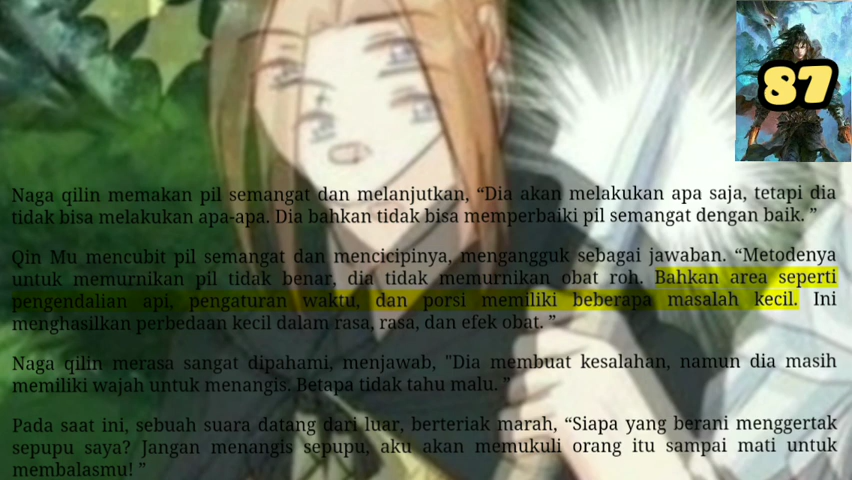 87
Naga qilin memakan pil semangat dan melanjutkan, “Dia akan melakukan apa saja, tetapi dia
tidak bisa melakukan apa-apa. Dia bahkan tidak bisa memperbaiki pil semangat dengan baik. ”
Qin Mu mencubit pil semangat dan mencicipinya, mengangguk sebagai jawaban. “Metodenya
untuk memurnikan pil tidak benar, dia tidak memurnikan obat roh. Bahkan area seperti
pengendalian api, pengaturan waktu, dan porsi memiliki beberapa masalah kecil. Ini
menghasilkan perbedaan kecil dalam rasa, rasa, dan efek obat. ”
Naga qilin merasa sangat dipahami, menjawab, "Dia membuat kesalahan, namun dia masih
memiliki wajah untuk menangis. Betapa tidak tahu malu. ”
Pada saat ini, sebuah suara datang dari luar, berteriak marah, “Siapa yang berani menggertak
sepupu saya? Jangan menangis sepupu, aku akan memukuli orang itu sampai mati untuk
membalasmu! ”